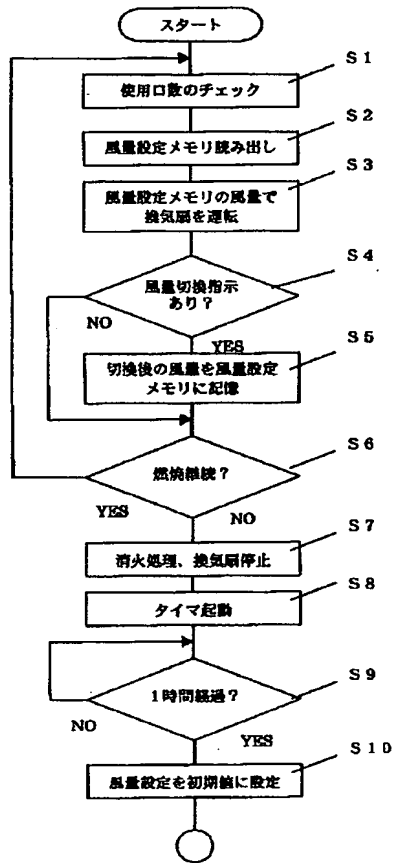 スタート
S1
使用口数のチェック
S2
風量設定メモリ読み出し
S3
風量設定メモリの風量で
換気扇を運転
S4
風量切換指示
あり?
NO
YES
S5
切換後の風量を風量設定
メモリに記憶
S6
燃焼継続?
YES
NO
S7
消火処理、換気扇停止
S8
タイマ起動
S9
1時間経過?
NO
YES
S10
風量設定を初期値に設定